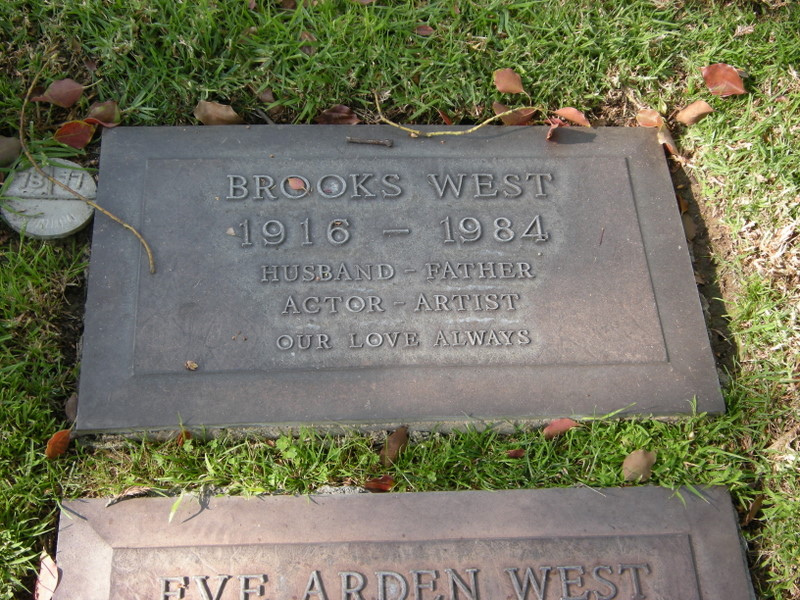 BROOKS WEST
1916 - 1984
HUSBAND - FATHER
ACTOR - ARTIST
OUR LOVE ALWAYS
EVE ARDEN WEST